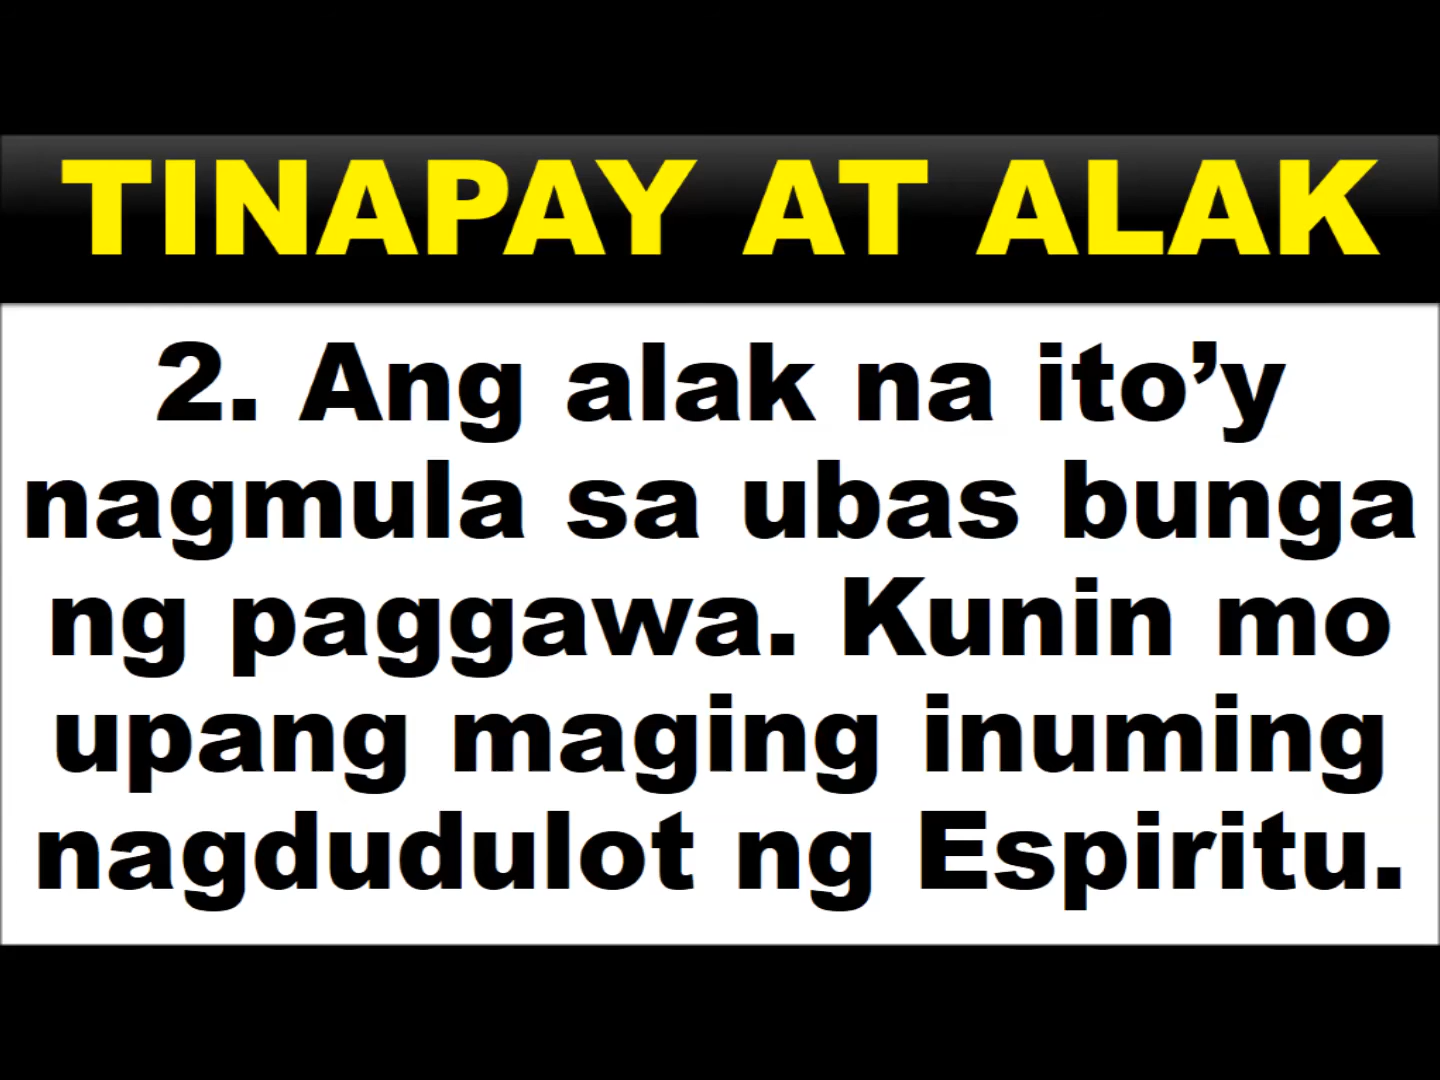 TINAPAY AT ALAK
2. Ang alak na ito’y
nagmula sa ubas bunga
ng paggawa. Kunin mo
upang maging inuming
nagdudulot ng Espiritu.